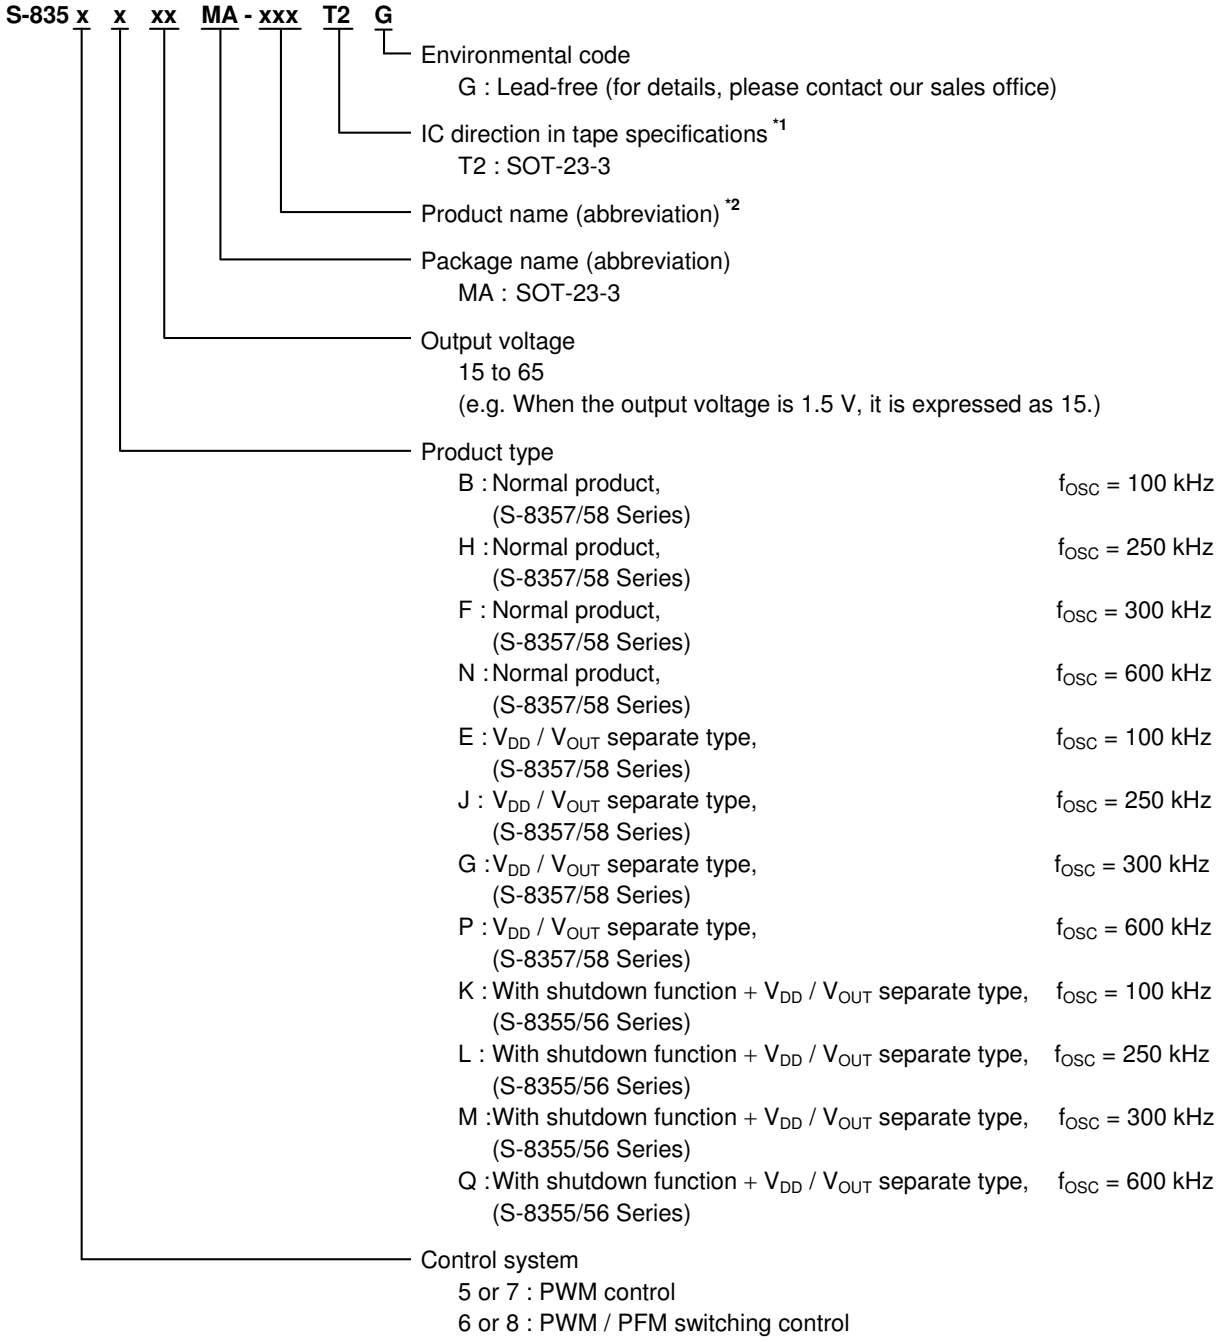 S-835 x x xx MA - xxx T2 G
Environmental code
G : Lead-free (for details, please contact our sales office)
IC direction in tape specifications *1
T2 : SOT-23-3
Product name (abbreviation) *2
Package name (abbreviation)
MA : SOT-23-3
Output voltage
15 to 65
(e.g. When the output voltage is 1.5 V, it is expressed as 15.)
Product type
B : Normal product, fOSC = 100 kHz
(S-8357/58 Series)
H : Normal product, fOSC = 250 kHz
(S-8357/58 Series)
F : Normal product, fOSC = 300 kHz
(S-8357/58 Series)
N : Normal product, fOSC = 600 kHz
(S-8357/58 Series)
E : VDD / VOUT separate type, fOSC = 100 kHz
(S-8357/58 Series)
J : VDD / VOUT separate type, fOSC = 250 kHz
(S-8357/58 Series)
G : VDD / VOUT separate type, fOSC = 300 kHz
(S-8357/58 Series)
P : VDD / VOUT separate type, fOSC = 600 kHz
(S-8357/58 Series)
K : With shutdown function + VDD / VOUT separate type, fOSC = 100 kHz
(S-8355/56 Series)
L : With shutdown function + VDD / VOUT separate type, fOSC = 250 kHz
(S-8355/56 Series)
M : With shutdown function + VDD / VOUT separate type, fOSC = 300 kHz
(S-8355/56 Series)
Q : With shutdown function + VDD / VOUT separate type, fOSC = 600 kHz
(S-8355/56 Series)
Control system
5 or 7 : PWM control
6 or 8 : PWM / PFM switching control